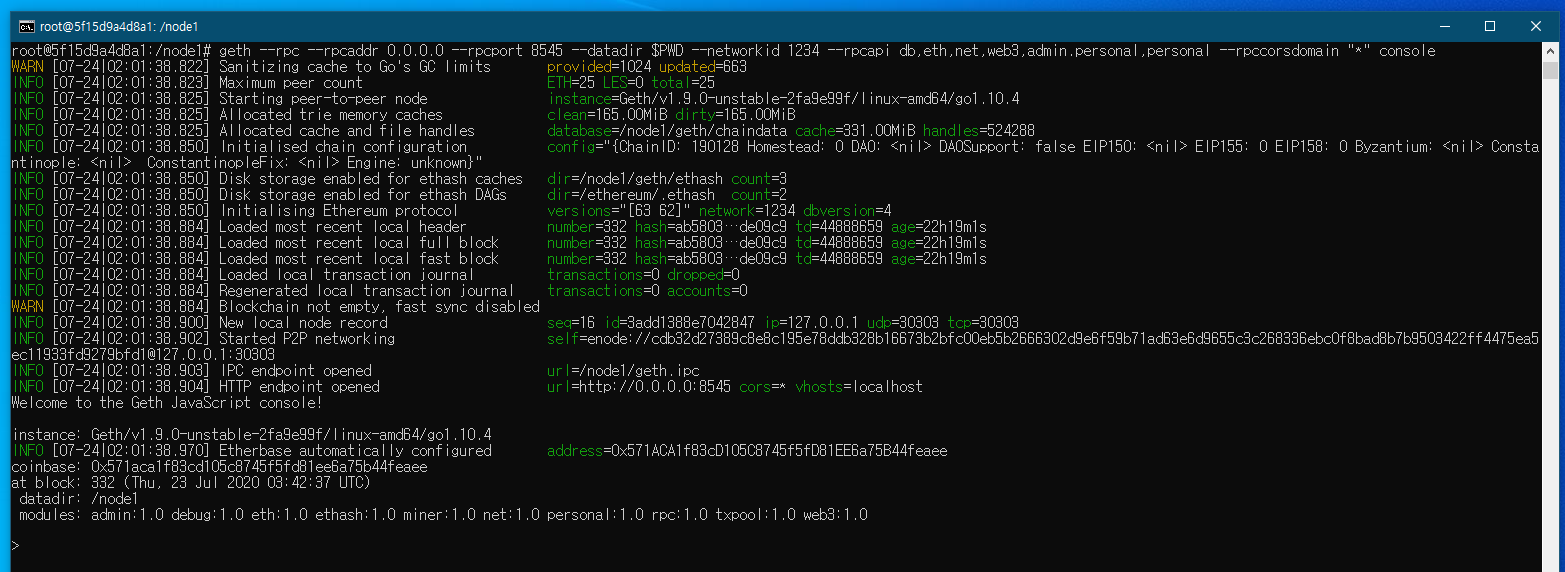 root@5f15d9a4d8a1: /node1
root@5f15d9a4d8a1:/node1# geth --rpc --rpcaddr 0.0.0.0 --rpcport 8545 --datadir $PWD --networkid 1234 --rpcapi db,eth,net,web3,admin.personal,personal --rpccorsdomain "*" console
WARN [07-24|02:01:38.822] Sanitizing cache to Go's GC limits provided=1024 updated=663
INFO [07-24|02:01:38.823] Maximum peer count ETH=25 LES=0 total=25
INFO [07-24|02:01:38.825] Starting peer-to-peer node instance=Geth/v1.9.0-unstable-2fa9e99f/linux-amd64/go1.10.4
INFO [07-24|02:01:38.825] Allocated trie memory caches clean=165.00MiB dirty=165.00MiB
INFO [07-24|02:01:38.825] Allocated cache and file handles database=/node1/geth/chaindata cache=331.00MiB handles=524288
INFO [07-24|02:01:38.850] Initialised chain configuration config="{ChainID: 190128 Homestead: 0 DAO: <nil> DAOSupport: false EIP150: <nil> EIP155: 0 EIP158: 0 Byzantium: <nil> Consta
ntinople: <nil>  ConstantinopleFix: <nil> Engine: unknown}"
INFO [07-24|02:01:38.850] Disk storage enabled for ethash caches dir=/node1/geth/ethash count=3
INFO [07-24|02:01:38.850] Disk storage enabled for ethash DAGs dir=/ethereum/.ethash count=2
INFO [07-24|02:01:38.850] Initialising Ethereum protocol versions="[63 62]" network=1234 dbversion=4
INFO [07-24|02:01:38.884] Loaded most recent local header number=332 hash=ab5803…de09c9 td=44888659 age=22h19m1s
INFO [07-24|02:01:38.884] Loaded most recent local full block number=332 hash=ab5803…de09c9 td=44888659 age=22h19m1s
INFO [07-24|02:01:38.884] Loaded most recent local fast block number=332 hash=ab5803…de09c9 td=44888659 age=22h19m1s
INFO [07-24|02:01:38.884] Loaded local transaction journal transactions=0 dropped=0
INFO [07-24|02:01:38.884] Regenerated local transaction journal transactions=0 accounts=0
WARN [07-24|02:01:38.884] Blockchain not empty, fast sync disabled
INFO [07-24|02:01:38.900] New local node record seq=16 id=3add1388e7042847 ip=127.0.0.1 udp=30303 tcp=30303
INFO [07-24|02:01:38.902] Started P2P networking self=enode://cdb32d27389c8e8c195e78ddb328b16673b2bfc00eb5b2666302d9e6f59b71ad63e6d9655c3c268336ebc0f8bad8b7b9503422ff4475ea5
ec11933fd9279bfd1@127.0.0.1:30303
INFO [07-24|02:01:38.903] IPC endpoint opened url=/node1/geth.ipc
INFO [07-24|02:01:38.904] HTTP endpoint opened url=http://0.0.0.0:8545 cors=* vhosts=localhost
Welcome to the Geth JavaScript console!
instance: Geth/v1.9.0-unstable-2fa9e99f/linux-amd64/go1.10.4
INFO [07-24|02:01:38.970] Etherbase automatically configured address=0x571ACA1f83cD105C8745f5fD81EE6a75B44feaee
coinbase: 0x571aca1f83cd105c8745f5fd81ee6a75b44feaee
at block: 332 (Thu, 23 Jul 2020 03:42:37 UTC)
datadir: /node1
modules: admin:1.0 debug:1.0 eth:1.0 ethash:1.0 miner:1.0 net:1.0 personal:1.0 rpc:1.0 txpool:1.0 web3:1.0
>